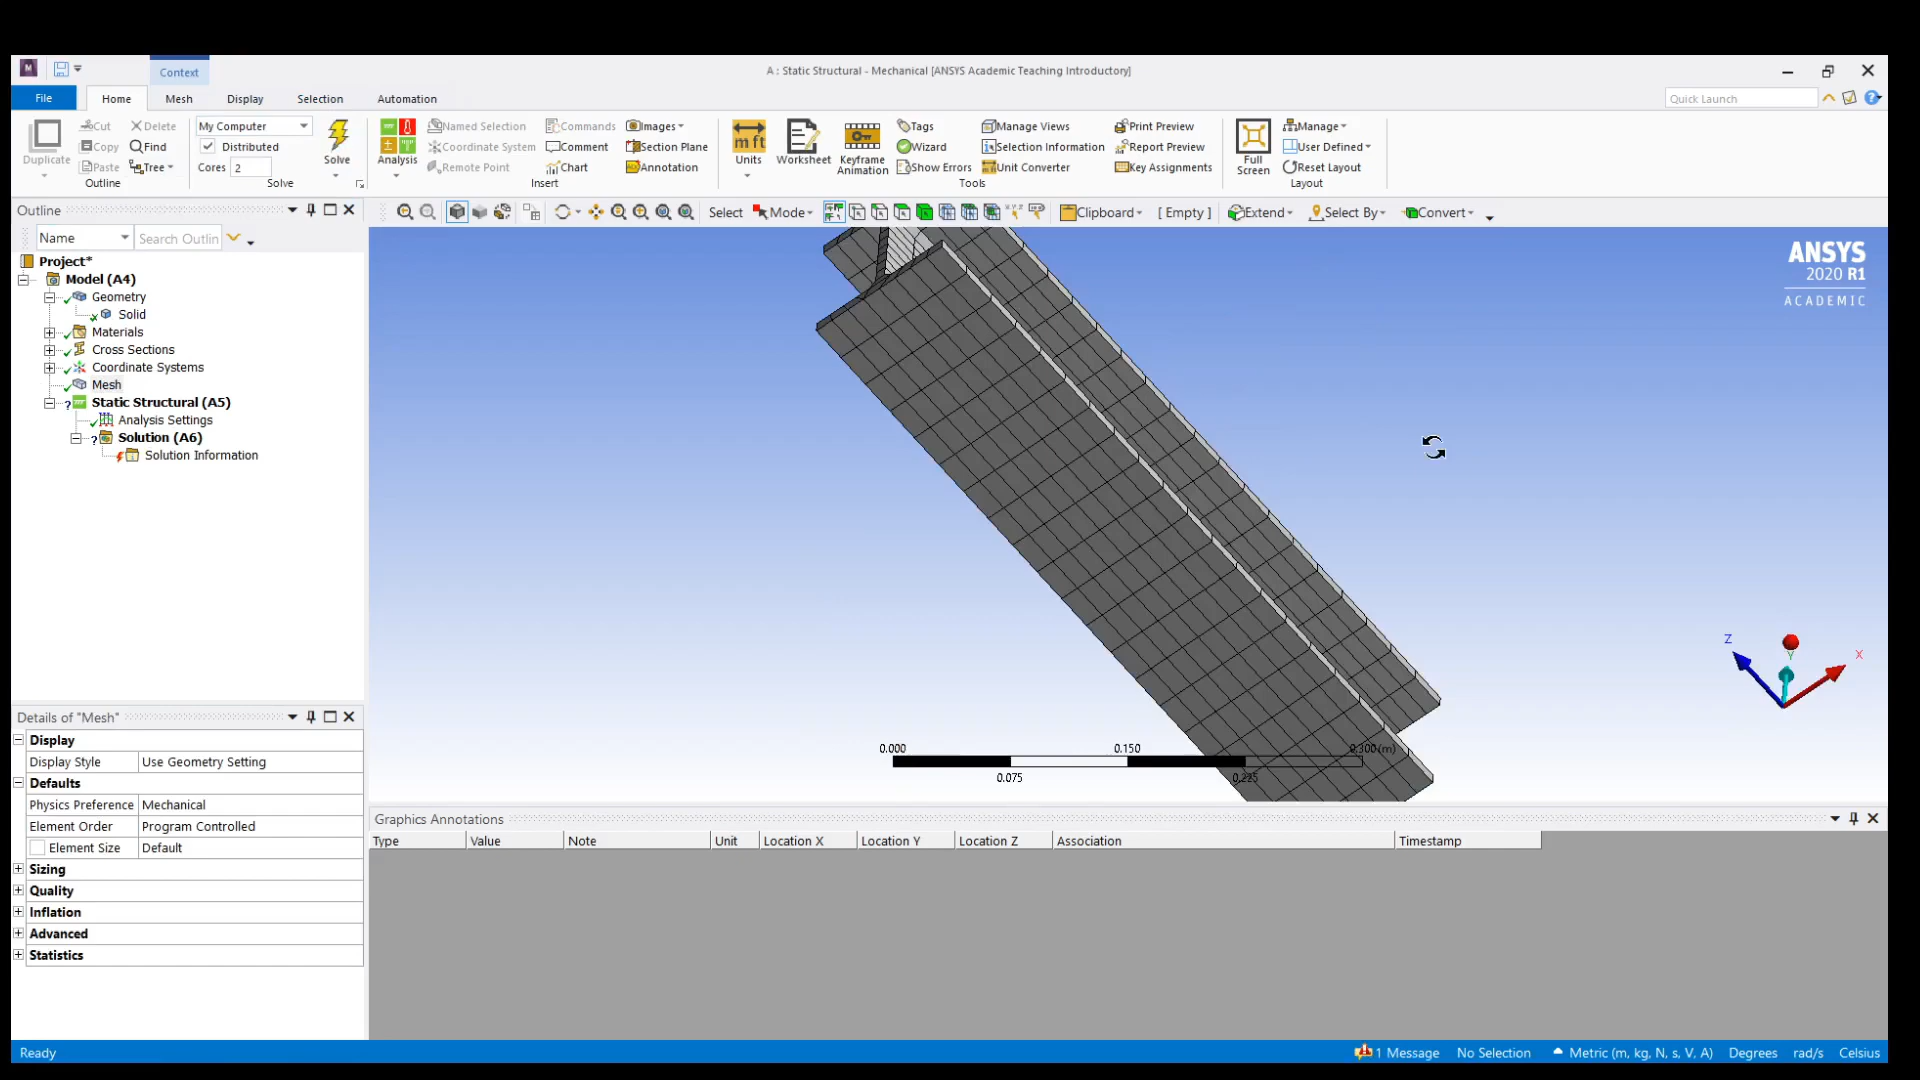 Context
A : Static Structural - Mechanical [ANSYS Academic Teaching Introductory]
File Home Mesh Display Selection Automation
Quick Launch
Duplicate
Cut Delete
Copy Find
Paste Tree
Outline
My Computer
Distributed
Cores 2
Solve
Solve
Analysis
Named Selection Commands Images
Coordinate System Comment Section Plane
Remote Point Chart Annotation
Insert
Units
Worksheet
Keyframe
Animation
Tags Manage Views Print Preview
Wizard Selection Information Report Preview
Show Errors Unit Converter Key Assignments
Tools
Full
Screen
Manage
User Defined
Reset Layout
Layout
Outline
Select Mode Clipboard [ Empty ] Extend Select By Convert
Name Search Outlin
Project*
Model (A4)
Geometry
Solid
Materials
Cross Sections
Coordinate Systems
Mesh
Static Structural (A5)
Analysis Settings
Solution (A6)
Solution Information
ANSYS
2020 R1
ACADEMIC
Z
Y
X
0.000 0.150 0.300 (m)
0.075 0.225
Details of "Mesh"
Display
Display Style Use Geometry Setting
Defaults
Physics Preference Mechanical
Element Order Program Controlled
Element Size Default
Sizing
Quality
Inflation
Advanced
Statistics
Graphics Annotations
Type Value Note Unit Location X Location Y Location Z Association Timestamp
Ready
1 Message No Selection Metric (m, kg, N, s, V, A) Degrees rad/s Celsius